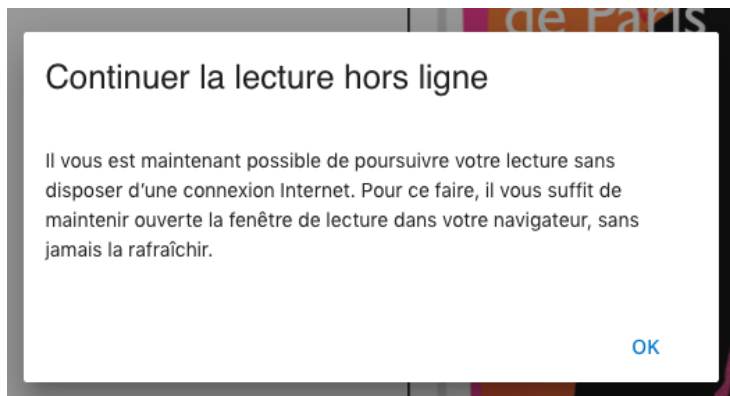 de Paris
Continuer la lecture hors ligne
Il vous est maintenant possible de poursuivre votre lecture sans
disposer d’une connexion Internet. Pour ce faire, il vous suffit de
maintenir ouverte la fenêtre de lecture dans votre navigateur, sans
jamais la rafraîchir.
OK